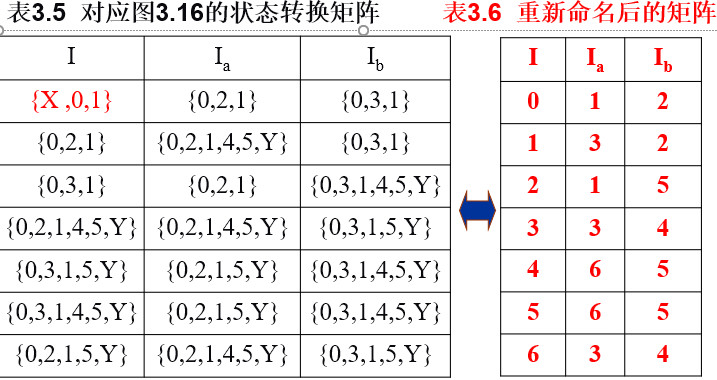 表3.5 对应图3.16的状态转换矩阵
表3.6 重新命名后的矩阵
I Ia Ib
{X ,0,1} {0,2,1} {0,3,1}
{0,2,1} {0,2,1,4,5,Y} {0,3,1}
{0,3,1} {0,2,1} {0,3,1,4,5,Y}
{0,2,1,4,5,Y} {0,2,1,4,5,Y} {0,3,1,5,Y}
{0,3,1,5,Y} {0,2,1,5,Y} {0,3,1,4,5,Y}
{0,3,1,4,5,Y} {0,2,1,5,Y} {0,3,1,4,5,Y}
{0,2,1,5,Y} {0,2,1,4,5,Y} {0,3,1,5,Y}
I Ia Ib
0 1 2
1 3 2
2 1 5
3 3 4
4 6 5
5 6 5
6 3 4